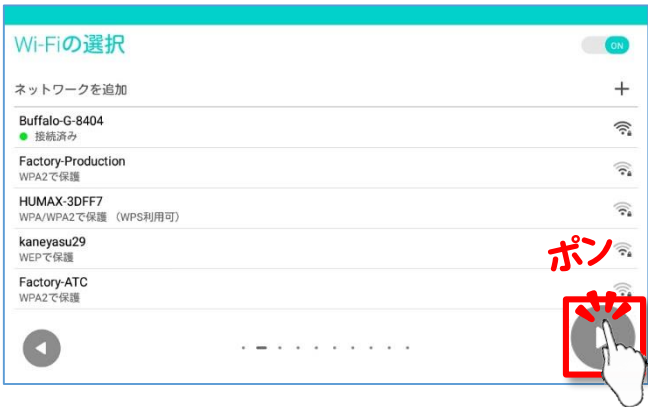 Wi-Fiの選択
ON
ネットワークを追加
Buffalo-G-8404
接続済み
Factory-Production
WPA2で保護
HUMAX-3DFF7
WPA/WPA2で保護 (WPS利用可)
kaneyasu29
WEPで保護
Factory-ATC
WPA2で保護
ポン